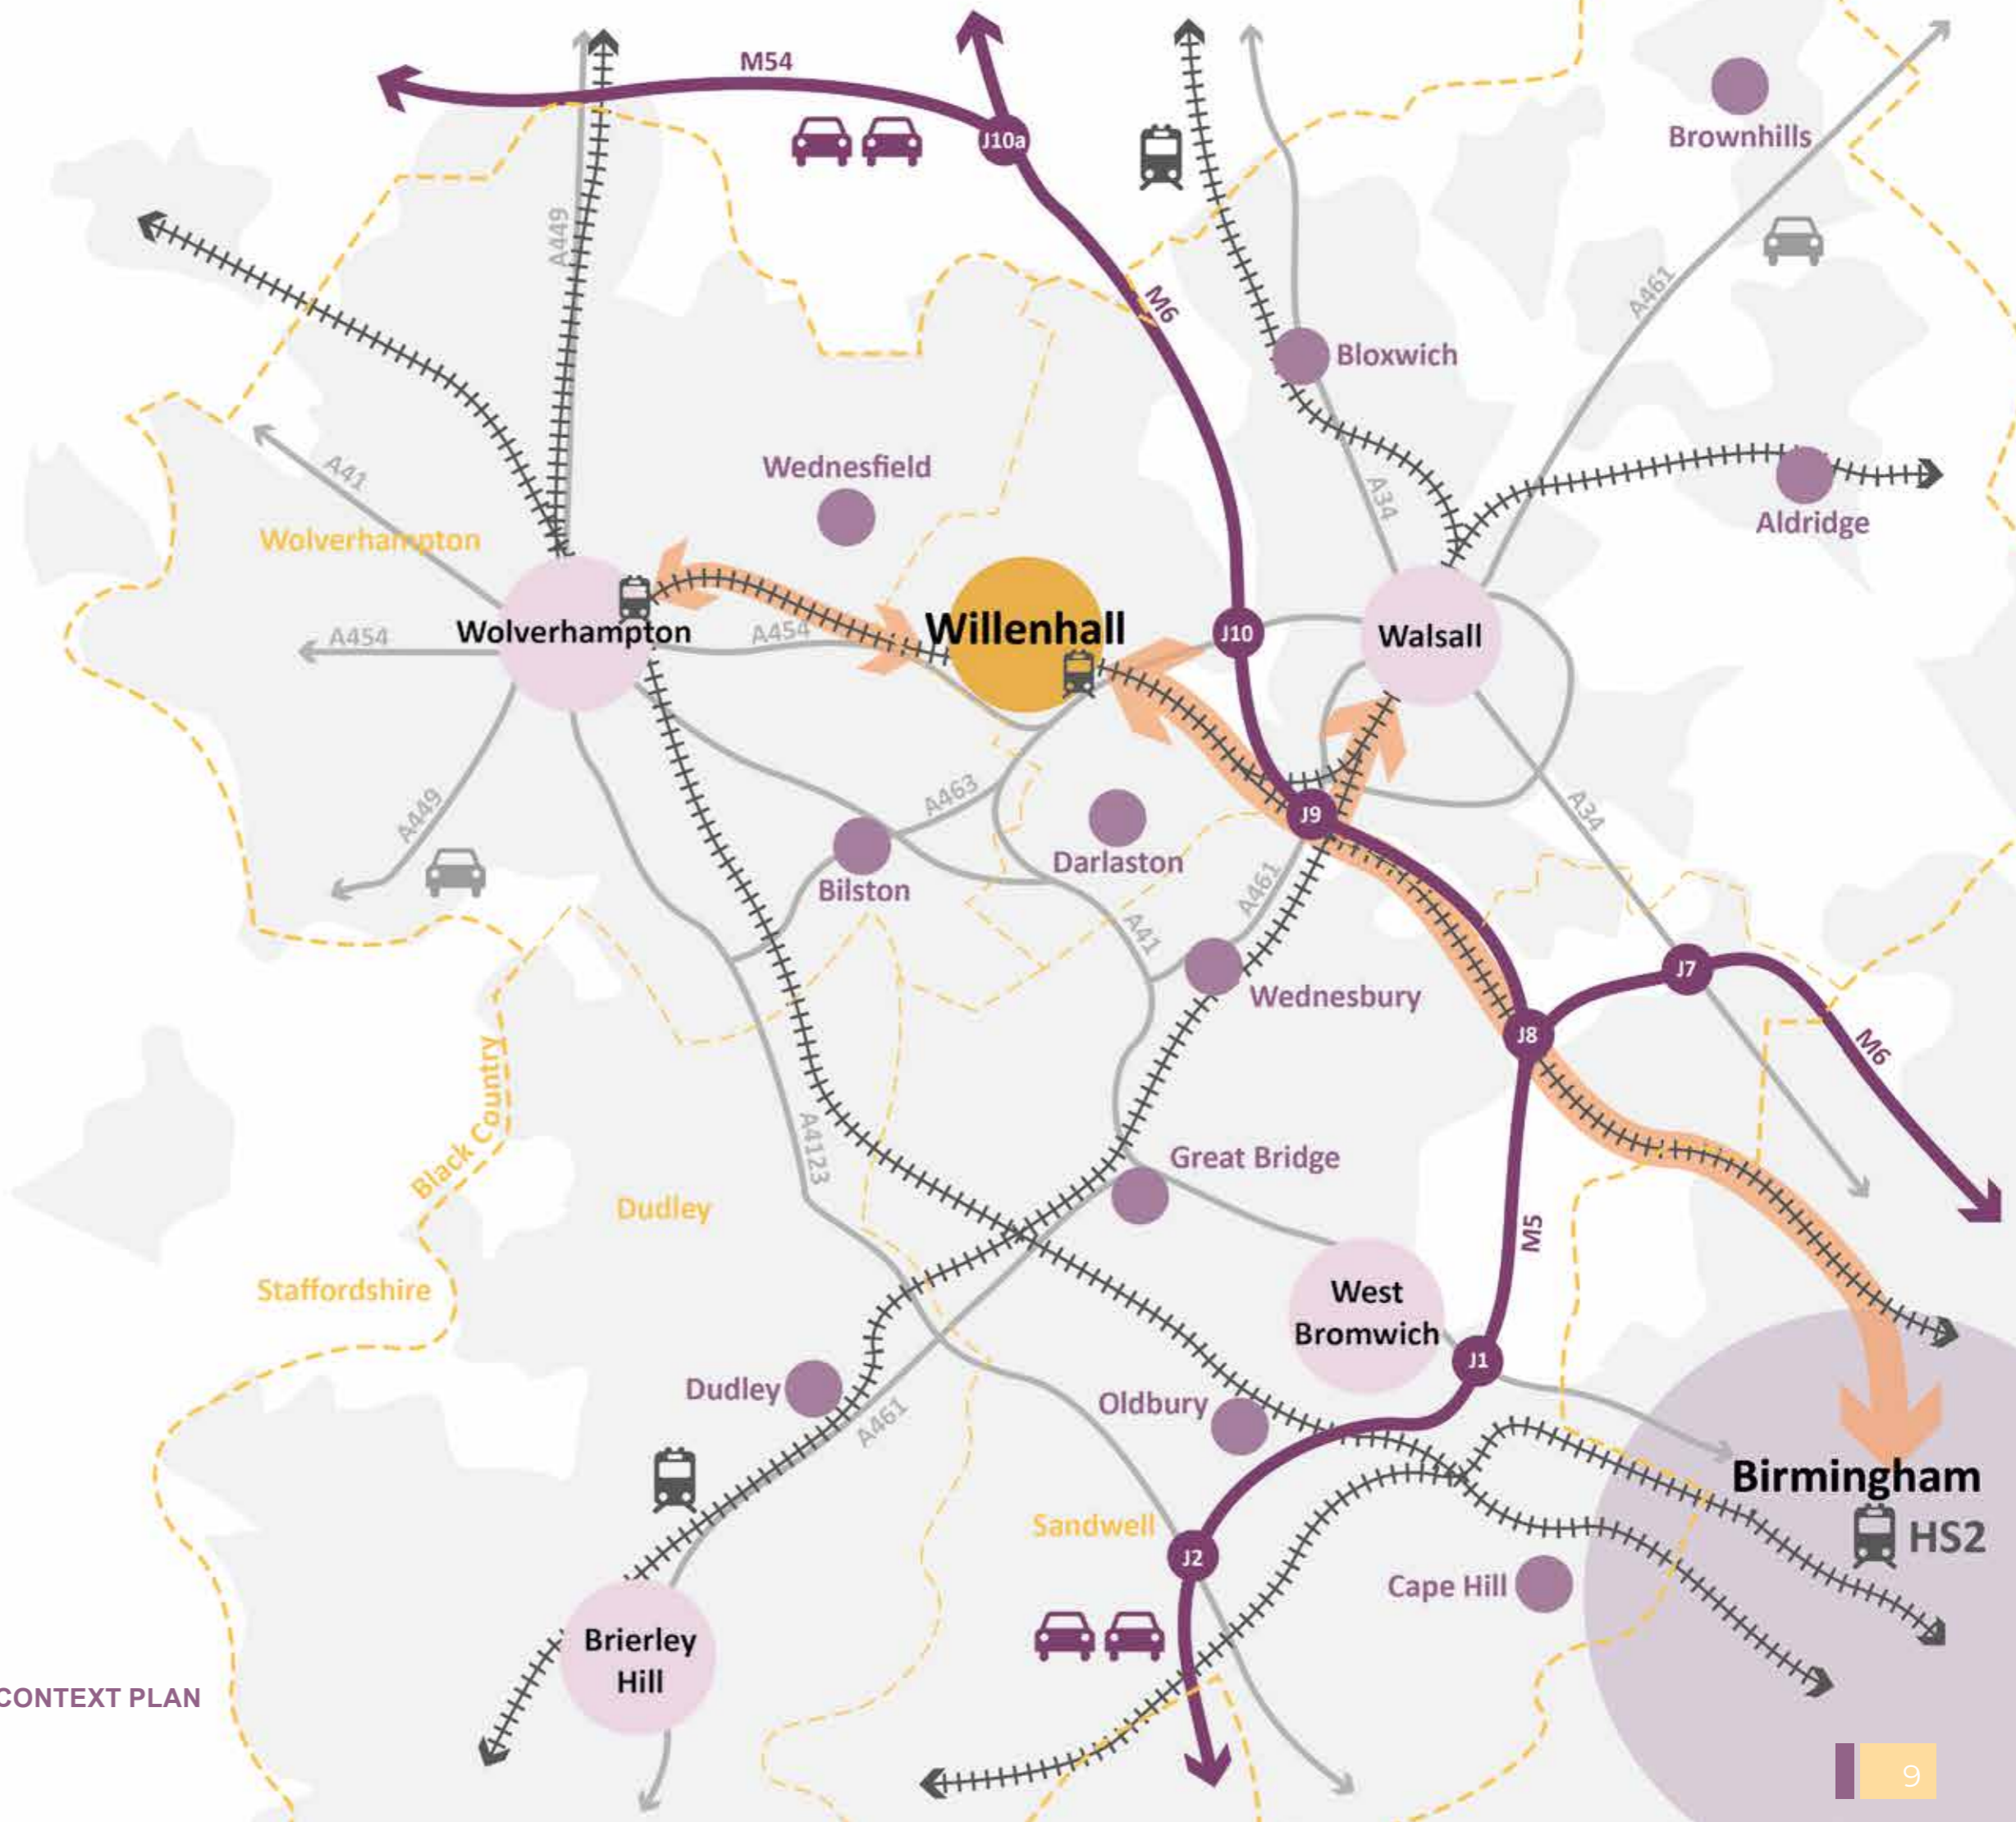 M54
J10a
Brownhills
A449
M6
A461
Bloxwich
A41
Wednesfield
A34
Aldridge
Wolverhampton
A454
Wolverhampton
A454
Willenhall
J10
Walsall
A449
A463
J9
A34
Darlaston
Bilston
A461
A41
Wednesbury
J7
J8
M6
Black Country
A4123
Great Bridge
Dudley
M5
Staffordshire
West
Bromwich
J1
Dudley
Oldbury
A461
Birmingham
HS2
Sandwell
J2
Cape Hill
Brierley
Hill
CONTEXT PLAN
9